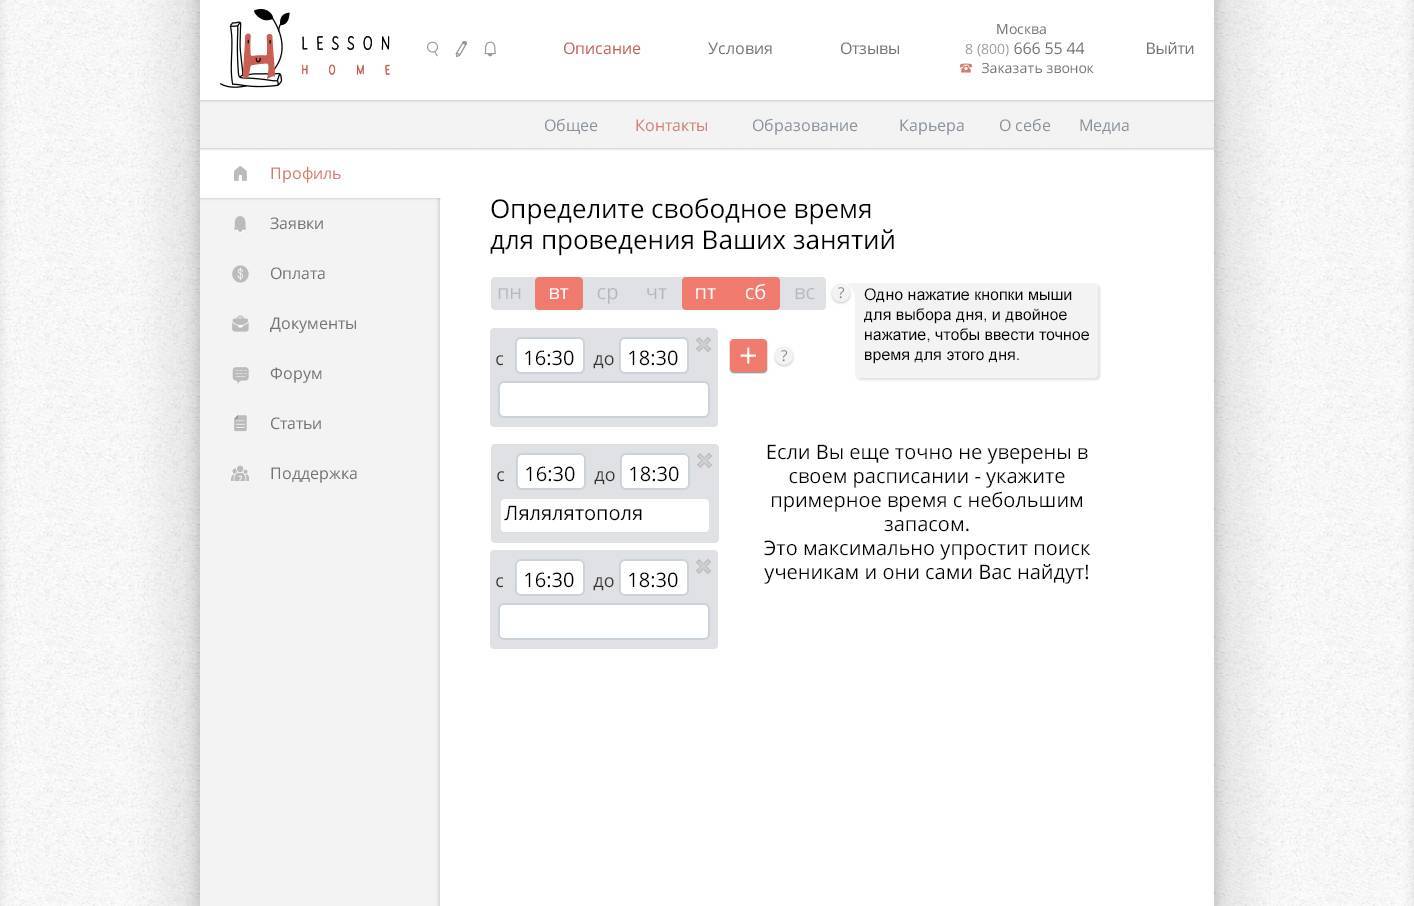 LESSON
HOME
Описание
Условия
Отзывы
Москва
8 (800) 666 55 44
Заказать звонок
Выйти
Общее
Контакты
Образование
Карьера
О себе
Медиа
Профиль
Заявки
Оплата
Документы
Форум
Статьи
Поддержка
Определите свободное время
для проведения Ваших занятий
пн вт ср чт пт сб вс ?
Одно нажатие кнопки мыши
для выбора дня, и двойное
нажатие, чтобы ввести точное
время для этого дня.
с 16:30 до 18:30
+ ?
с 16:30 до 18:30
Лялялятополя
с 16:30 до 18:30
Если Вы еще точно не уверены в
своем расписании - укажите
примерное время с небольшим
запасом.
Это максимально упростит поиск
ученикам и они сами Вас найдут!